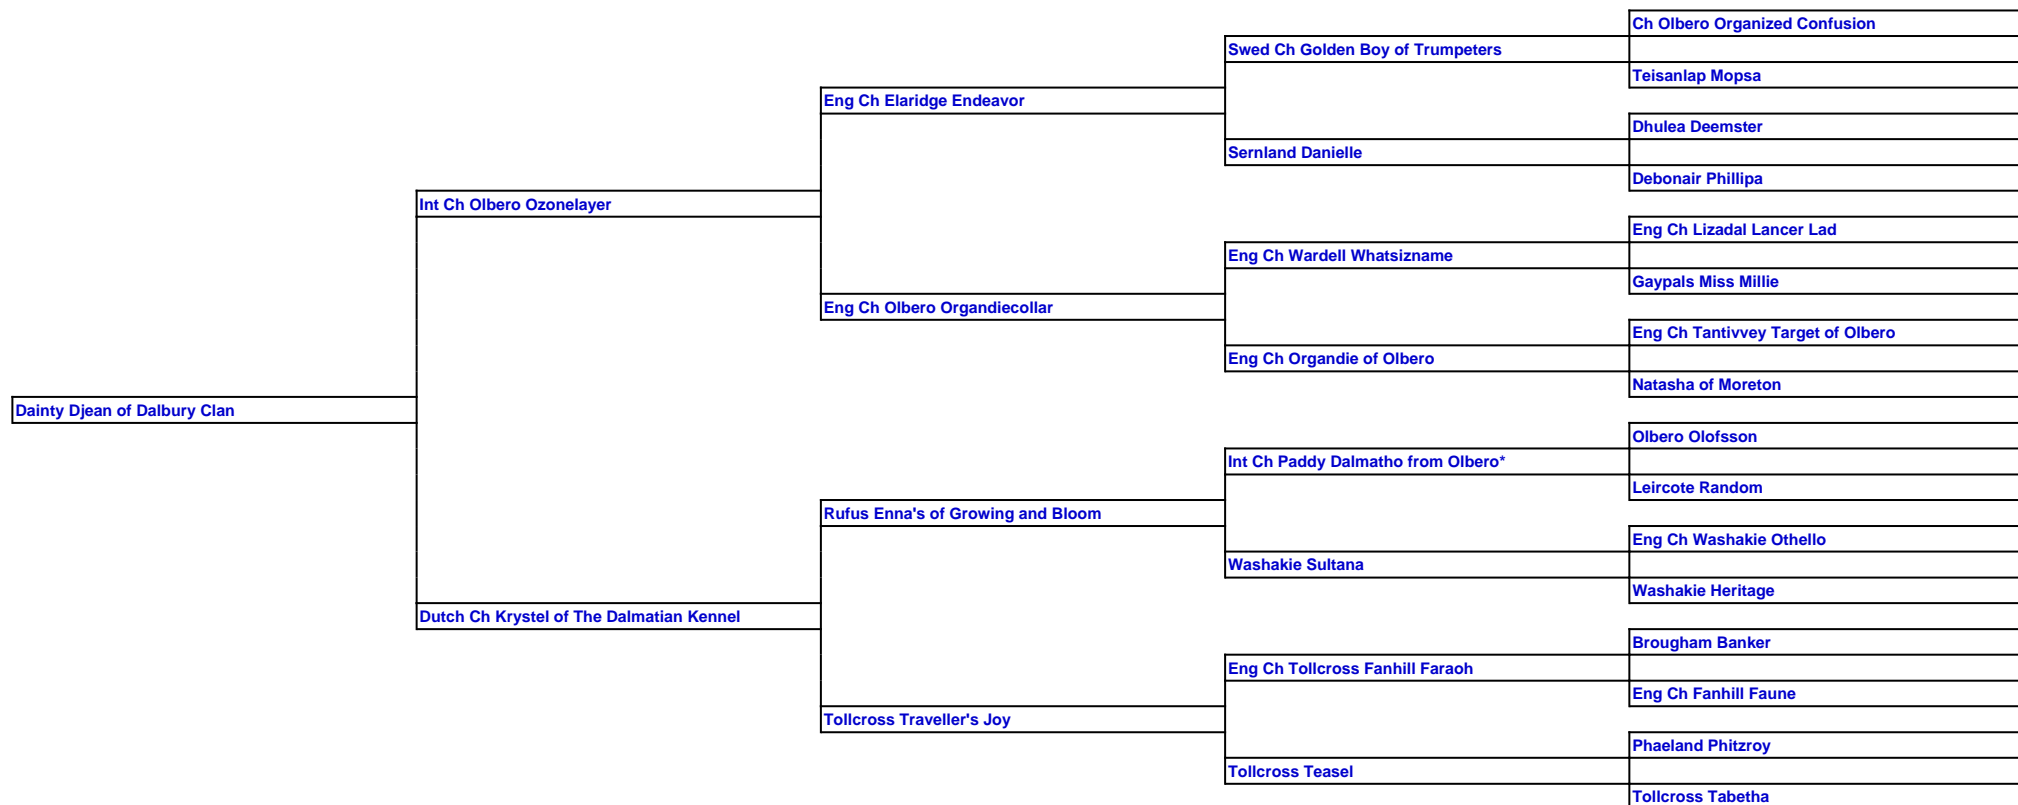 Ch Olbero Organized Confusion
Swed Ch Golden Boy of Trumpeters
Teisanlap Mopsa
Eng Ch Elaridge Endeavor
Dhulea Deemster
Sernland Danielle
Debonair Phillipa
Int Ch Olbero Ozonelayer
Eng Ch Lizadal Lancer Lad
Eng Ch Wardell Whatsizname
Gaypals Miss Millie
Eng Ch Olbero Organdiecollar
Eng Ch Tantivvey Target of Olbero
Eng Ch Organdie of Olbero
Natasha of Moreton
Dainty Djean of Dalbury Clan
Olbero Olofsson
Int Ch Paddy Dalmatho from Olbero*
Leircote Random
Rufus Enna's of Growing and Bloom
Eng Ch Washakie Othello
Washakie Sultana
Washakie Heritage
Dutch Ch Krystel of The Dalmatian Kennel
Brougham Banker
Eng Ch Tollcross Fanhill Faraoh
Eng Ch Fanhill Faune
Tollcross Traveller's Joy
Phaeland Phitzroy
Tollcross Teasel
Tollcross Tabetha